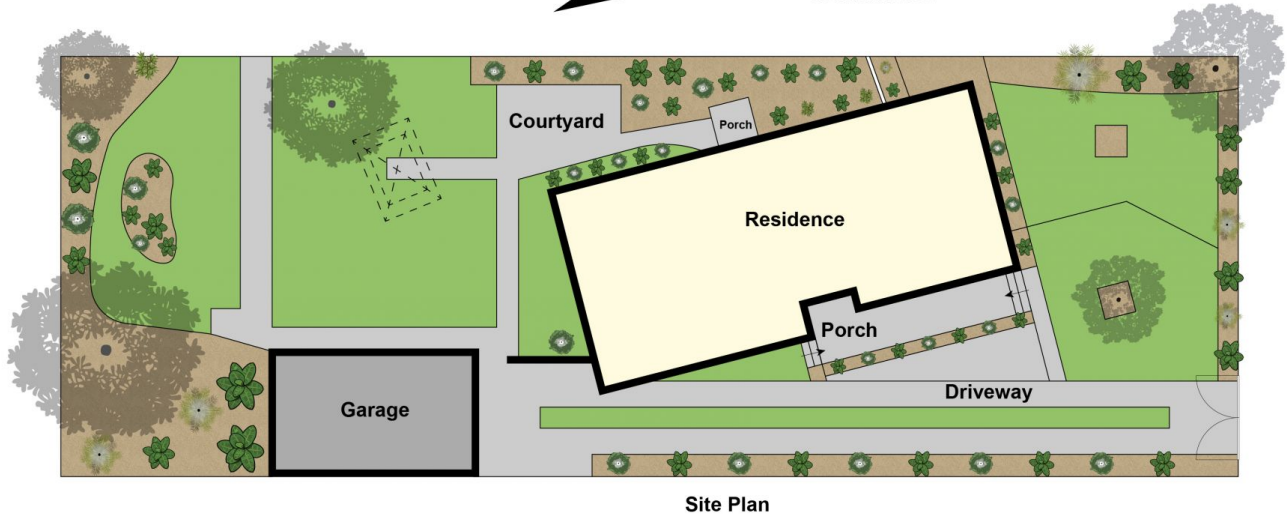 Courtyard
Porch
Residence
Porch
Driveway
Garage
Site Plan